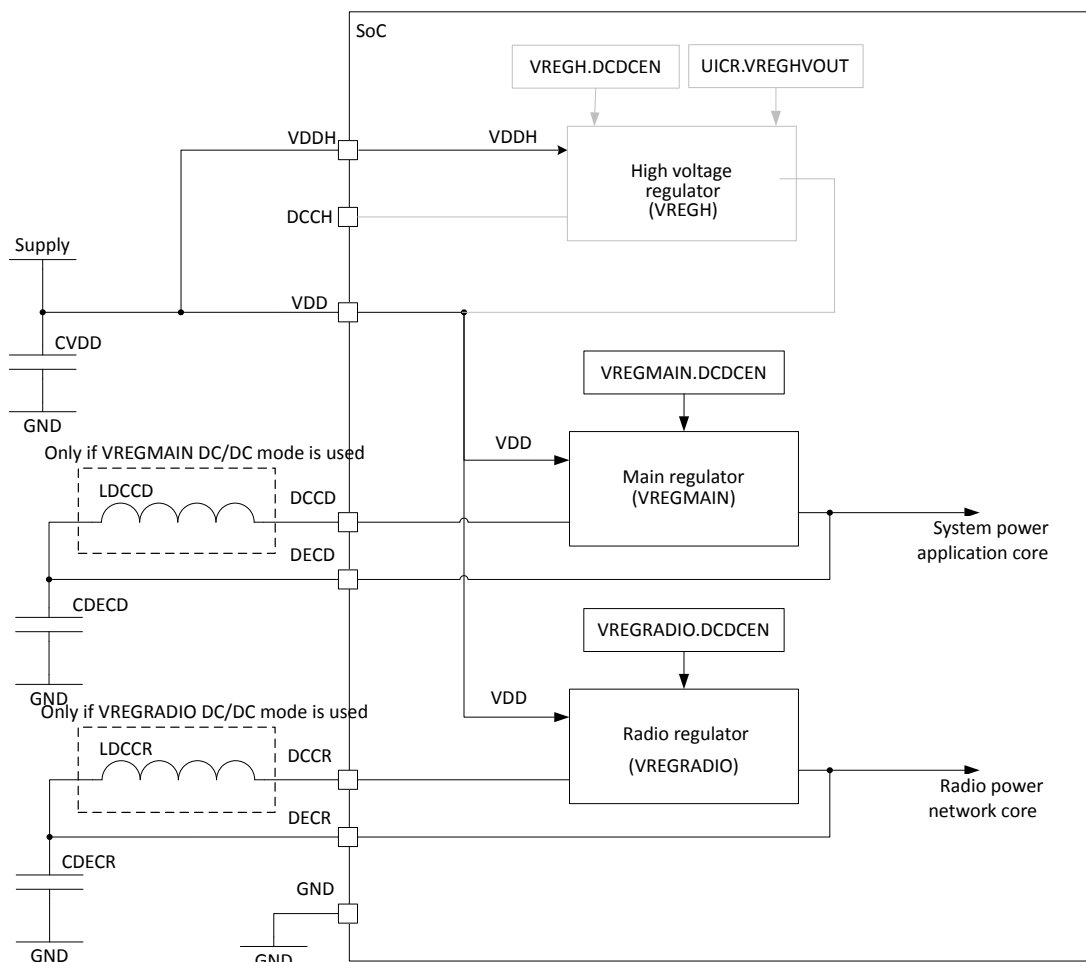 SoC
VREGH.DCDCEN
UICR.VREGHVOUT
VDDH
VDDH
High voltage
regulator
(VREGH)
DCCH
Supply
VDD
CVDD
GND
VREGMAIN.DCDCEN
Only if VREGMAIN DC/DC mode is used
VDD
Main regulator
(VREGMAIN)
LDCCD
DCCD
System power
application core
DECD
CDECD
GND
VREGRADIO.DCDCEN
Only if VREGRADIO DC/DC mode is used
VDD
Radio regulator
(VREGRADIO)
LDCCR
DCCR
Radio power
network core
DECR
CDECR
GND
GND
GND